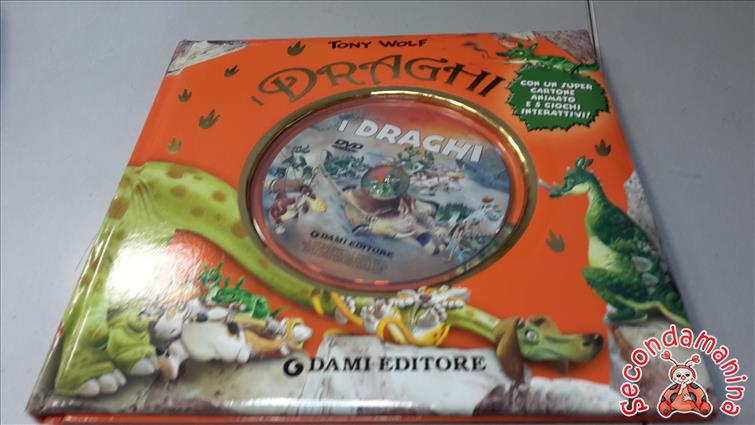 TONY WOLF
I DRAGHI
CON UN SUPER
CARTONE
ANIMATO
E 5 GIOCHI
INTERATTIVI!
I DRAGHI
DVD
DAMI EDITORE
DAMI EDITORE
Secondamanina